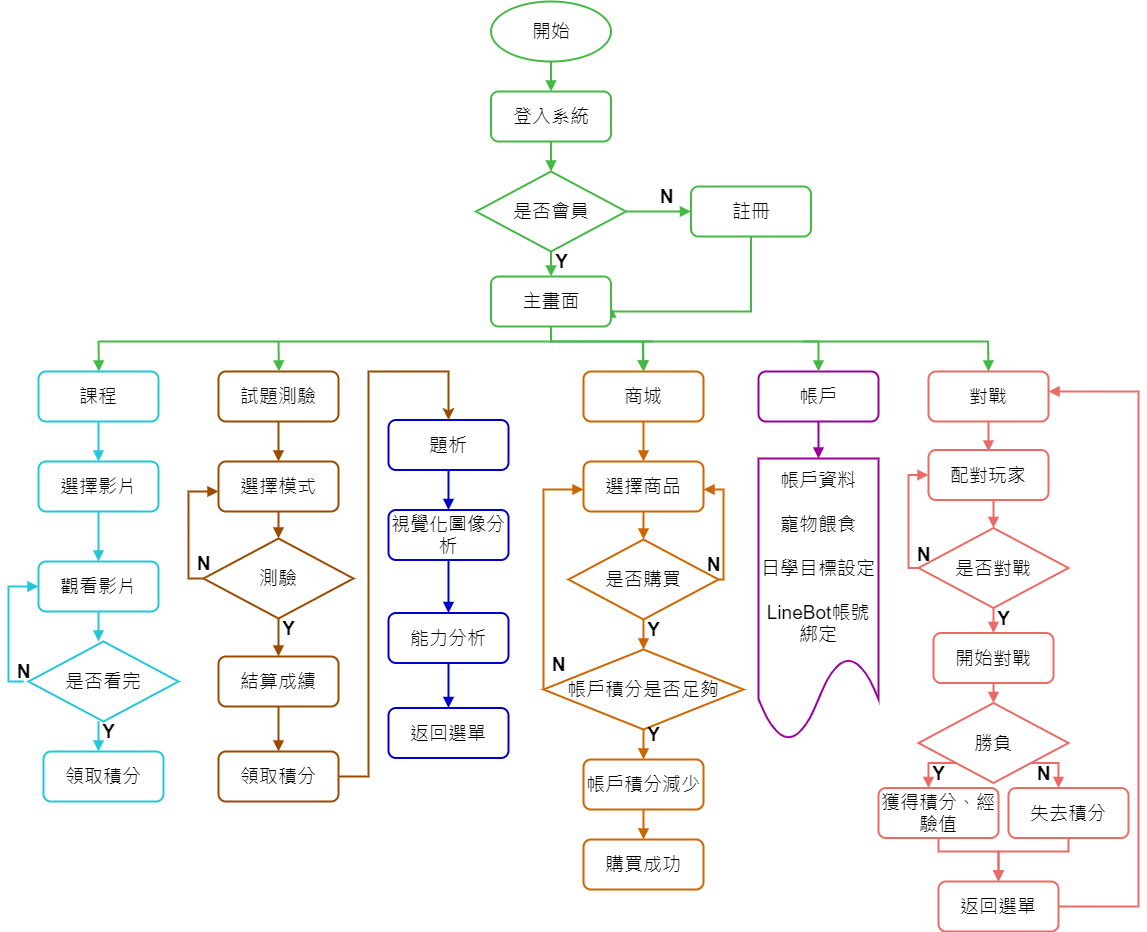 開始
登入系統
是否會員
N
註冊
Y
主畫面
課程
選擇影片
觀看影片
N
是否看完
Y
領取積分
試題測驗
選擇模式
N
測驗
Y
結算成績
領取積分
題析
視覺化圖像分
析
能力分析
返回選單
商城
選擇商品
N
是否購買
Y
N
帳戶積分是否足夠
Y
帳戶積分減少
購買成功
帳戶
帳戶資料
寵物餵食
日學目標設定
LineBot帳號
綁定
對戰
配對玩家
N
是否對戰
Y
開始對戰
勝負
Y
N
獲得積分、經
驗值
失去積分
返回選單